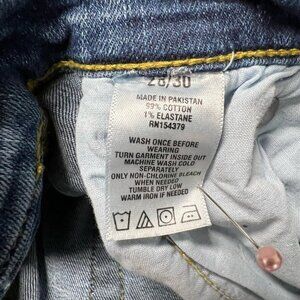 28/30
MADE IN PAKISTAN
99% COTTON
1% ELASTANE
RN154379
WASH ONCE BEFORE
WEARING
TURN GARMENT INSIDE OUT
MACHINE WASH COLD
SEPARATELY
ONLY NON-CHLORINE BLEACH
WHEN NEEDED
TUMBLE DRY LOW
WARM IRON IF NEEDED